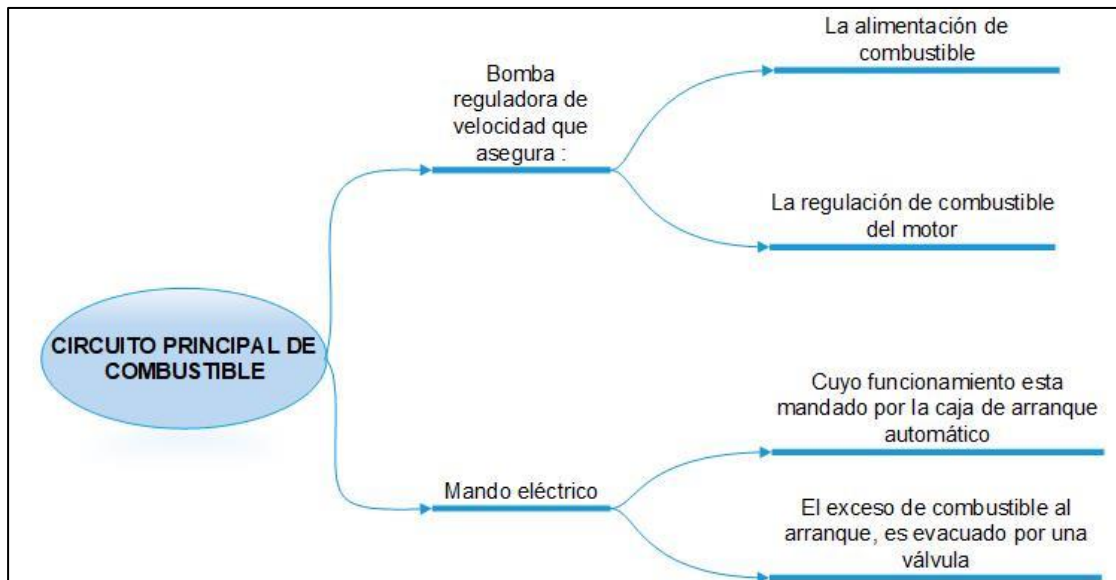 CIRCUITO PRINCIPAL DE
COMBUSTIBLE
Bomba
reguladora de
velocidad que
asegura :
La alimentación de
combustible
La regulación de combustible
del motor
Mando eléctrico
Cuyo funcionamiento esta
mandado por la caja de arranque
automático
El exceso de combustible al
arranque, es evacuado por una
válvula